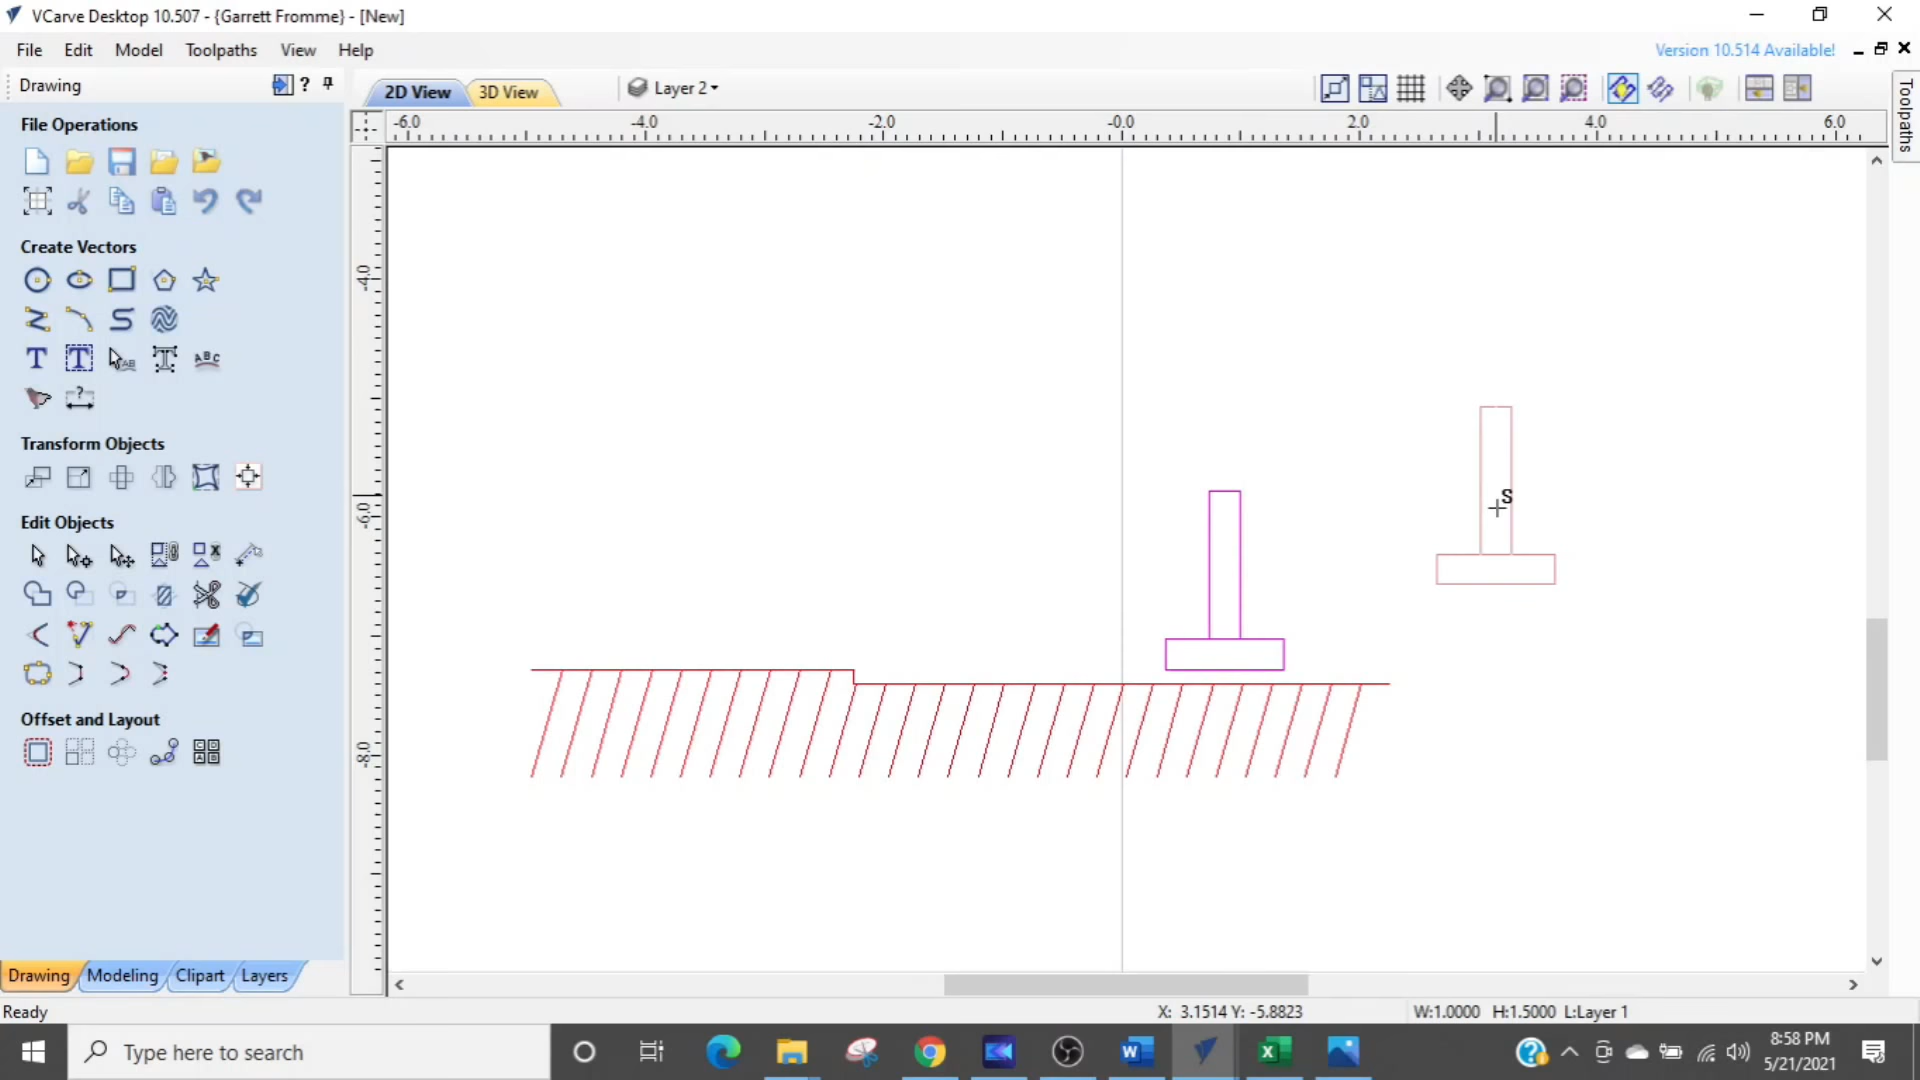 VCarve Desktop 10.507 - {Garrett Fromme} - [New]
File Edit Model Toolpaths View Help
Version 10.514 Available!
Drawing ?
2D View 3D View Layer 2
Toolpaths
-6.0 -4.0 -2.0 -0.0 2.0 4.0 6.0
File Operations
Create Vectors
-4.0
T T AB T ABC
?
Transform Objects
S
-6.0
Edit Objects
Offset and Layout
-8.0
Drawing Modeling Clipart Layers
Ready
X: 3.1514 Y: -5.8823
W:1.0000 H:1.5000 L:Layer 1
Type here to search
8:58 PM
5/21/2021